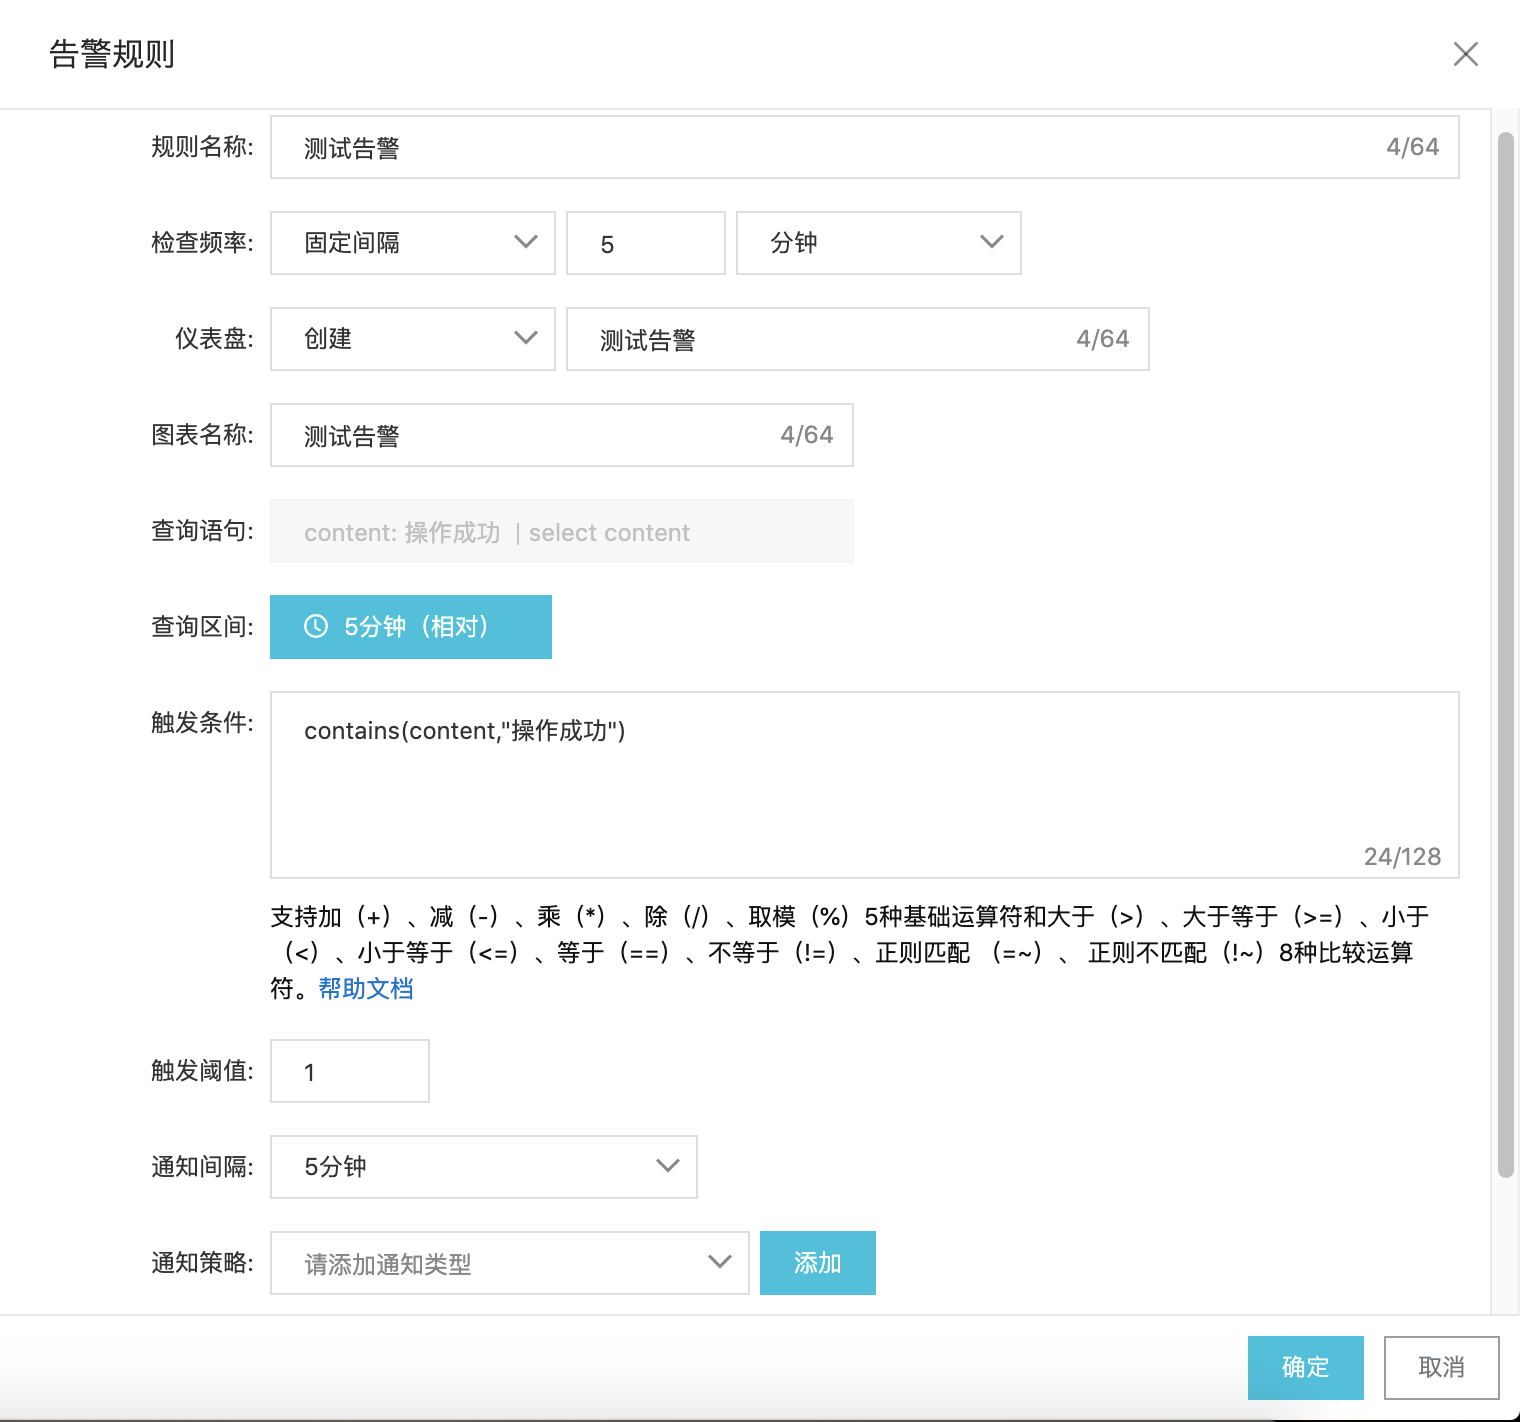 告警规则
规则名称: 测试告警 4/64
检查频率: 固定间隔 5 分钟
仪表盘: 创建 测试告警 4/64
图表名称: 测试告警 4/64
查询语句: content: 操作成功 | select content
查询区间: 5分钟（相对）
触发条件: contains(content,"操作成功")
24/128
支持加（+）、减（-）、乘（*）、除（/）、取模（%）5种基础运算符和大于（>）、大于等于（>=）、小于
（<）、小于等于（<=）、等于（==）、不等于（!=）、正则匹配 （=~）、 正则不匹配（!~）8种比较运算
符。帮助文档
触发阈值: 1
通知间隔: 5分钟
通知策略: 请添加通知类型 添加
确定 取消